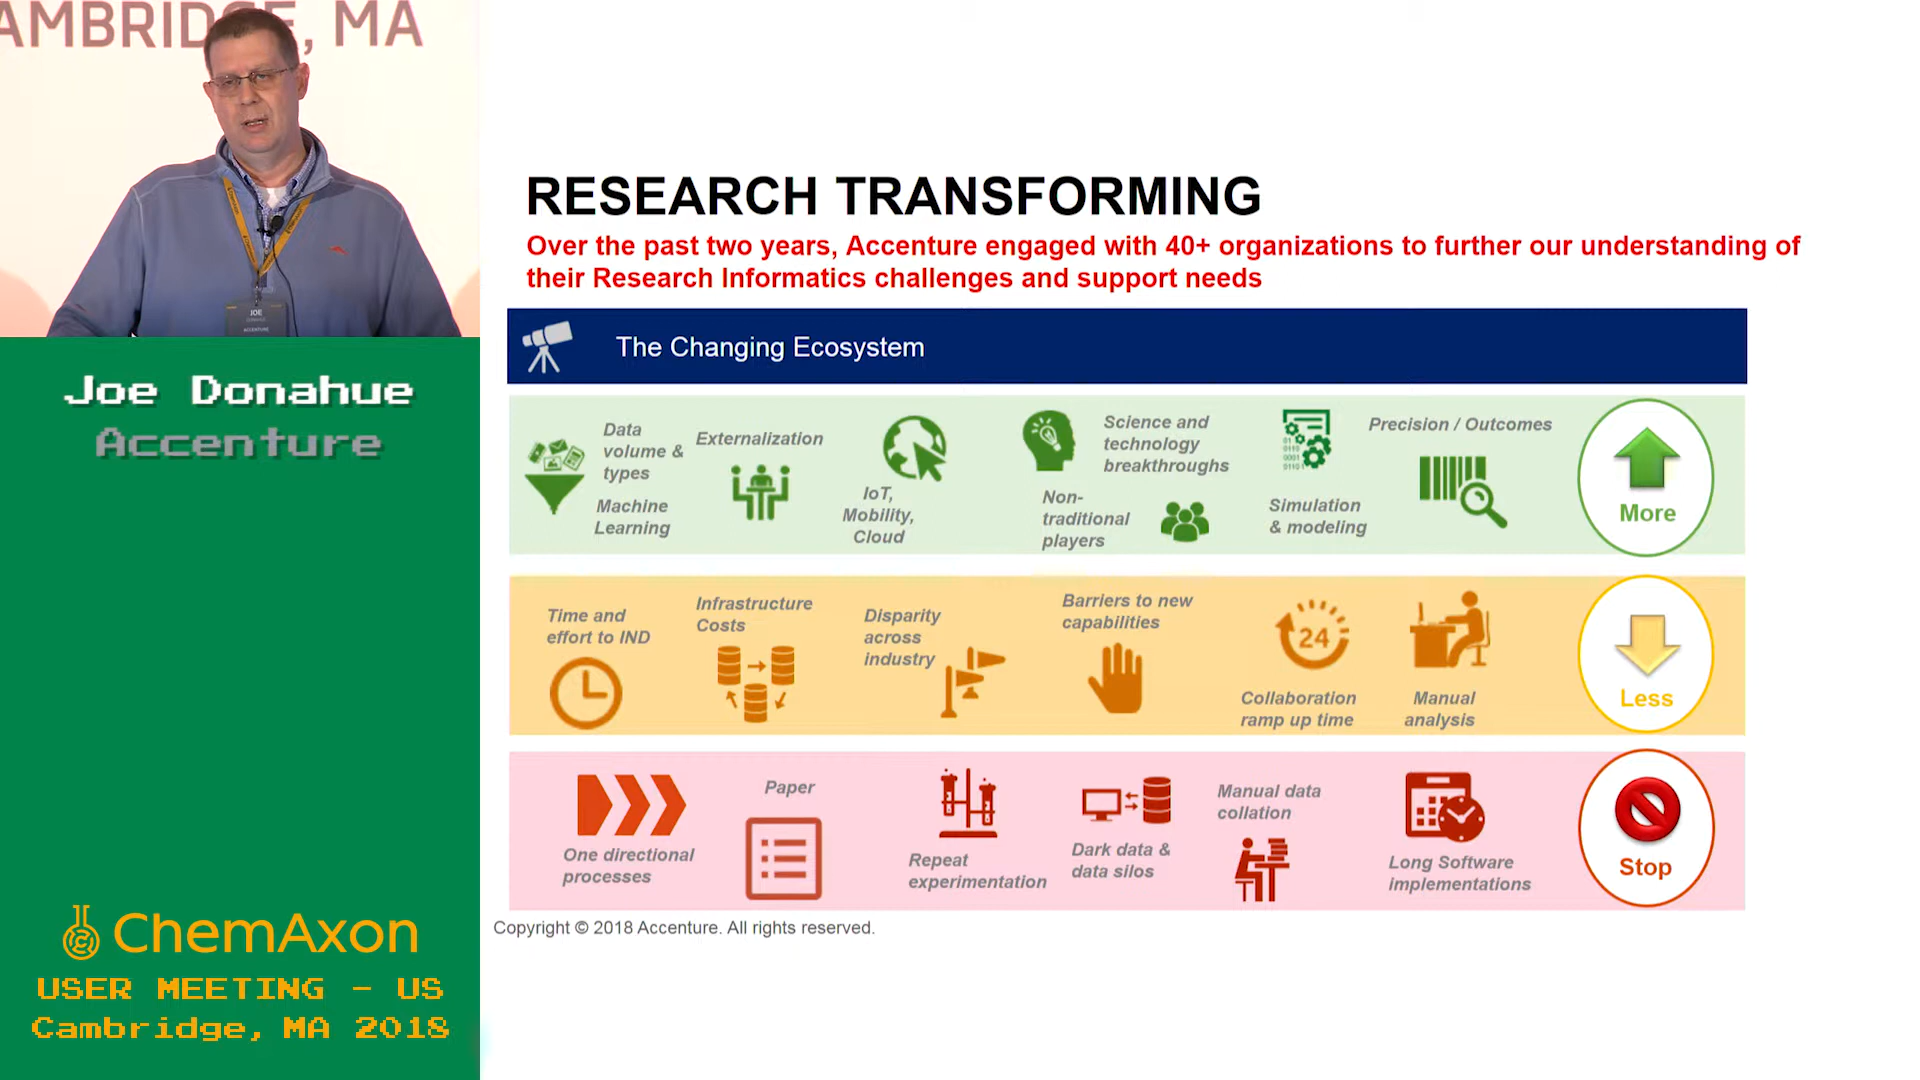 AMBRIDGE, MA
JOE
ACCENTURE
Joe Donahue
Accenture
ChemAxon
USER MEETING - US
Cambridge, MA 2018
RESEARCH TRANSFORMING
Over the past two years, Accenture engaged with 40+ organizations to further our understanding of
their Research Informatics challenges and support needs
The Changing Ecosystem
Data
volume &
types
Machine
Learning
Externalization
IoT,
Mobility,
Cloud
Science and
technology
breakthroughs
Non-
traditional
players
Simulation
& modeling
Precision / Outcomes
More
Time and
effort to IND
Infrastructure
Costs
Disparity
across
industry
Barriers to new
capabilities
24
Collaboration
ramp up time
Manual
analysis
Less
One directional
processes
Paper
Repeat
experimentation
Dark data &
data silos
Manual data
collation
Long Software
implementations
Stop
Copyright © 2018 Accenture. All rights reserved.